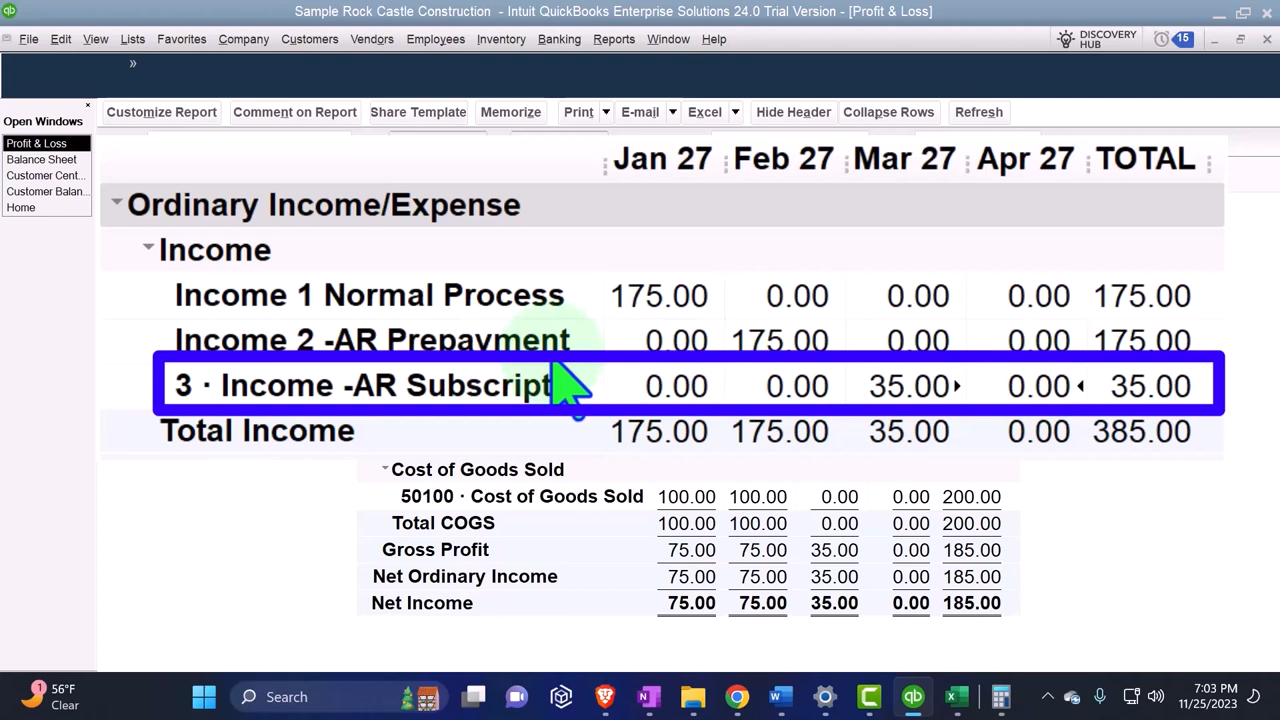 Sample Rock Castle Construction - Intuit QuickBooks Enterprise Solutions 24.0 Trial Version - [Profit & Loss]
File Edit View Lists Favorites Company Customers Vendors Employees Inventory Banking Reports Window Help DISCOVERY HUB 15
»
Customize Report Comment on Report Share Template Memorize Print E-mail Excel Hide Header Collapse Rows Refresh
Open Windows
Profit & Loss
Balance Sheet
Customer Cent...
Customer Balan...
Home
Jan 27 Feb 27 Mar 27 Apr 27 TOTAL
Ordinary Income/Expense
Income
Income 1 Normal Process 175.00 0.00 0.00 0.00 175.00
Income 2 -AR Prepayment 0.00 175.00 0.00 0.00 175.00
3 · Income -AR Subscript 0.00 0.00 35.00 0.00 35.00
Total Income 175.00 175.00 35.00 0.00 385.00
Cost of Goods Sold
50100 · Cost of Goods Sold 100.00 100.00 0.00 0.00 200.00
Total COGS 100.00 100.00 0.00 0.00 200.00
Gross Profit 75.00 75.00 35.00 0.00 185.00
Net Ordinary Income 75.00 75.00 35.00 0.00 185.00
Net Income 75.00 75.00 35.00 0.00 185.00
1 56°F
Clear
Search
7:03 PM
11/25/2023